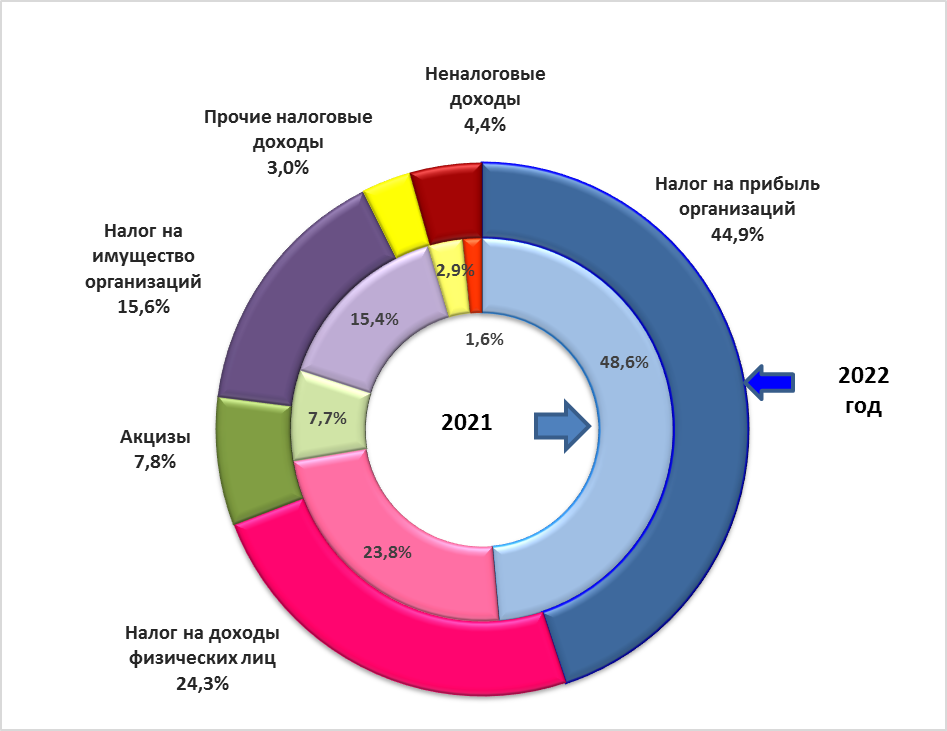 Неналоговые
доходы
4,4%
Прочие налоговые
доходы
3,0%
Налог на прибыль
организаций
44,9%
Налог на
имущество
организаций
15,6%
2,9%
15,4%
1,6%
48,6%
2022
год
7,7%
2021
Акцизы
7,8%
23,8%
Налог на доходы
физических лиц
24,3%